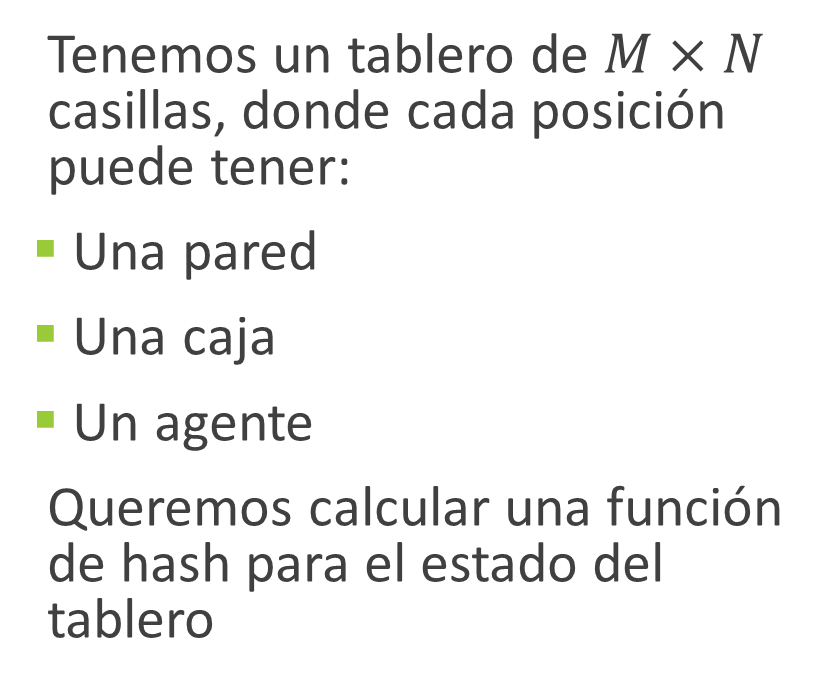 Tenemos un tablero de M × N
casillas, donde cada posición
puede tener:
▪ Una pared
▪ Una caja
▪ Un agente
Queremos calcular una función
de hash para el estado del
tablero